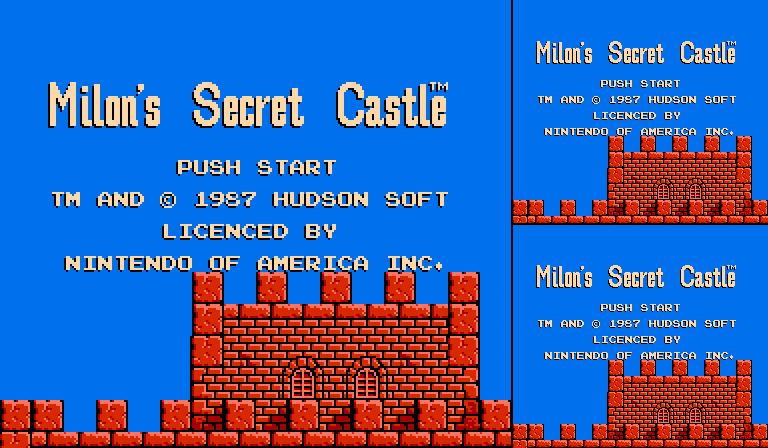 Milon's Secret Castle™
PUSH START
TM AND © 1987 HUDSON SOFT
LICENCED BY
NINTENDO OF AMERICA INC.
Milon's Secret Castle™
PUSH START
TM AND © 1987 HUDSON SOFT
LICENCED BY
NINTENDO OF AMERICA INC.
Milon's Secret Castle™
PUSH START
TM AND © 1987 HUDSON SOFT
LICENCED BY
NINTENDO OF AMERICA INC.